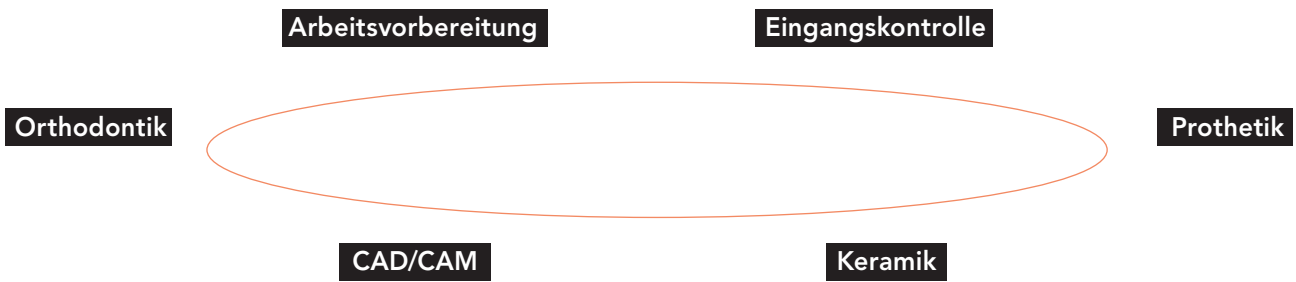 Arbeitsvorbereitung
Eingangskontrolle
Orthodontik
Prothetik
CAD/CAM
Keramik